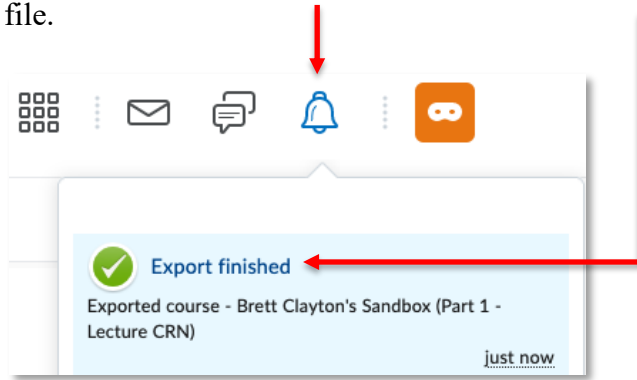 file.
Export finished
Exported course - Brett Clayton's Sandbox (Part 1 -
Lecture CRN)
just now